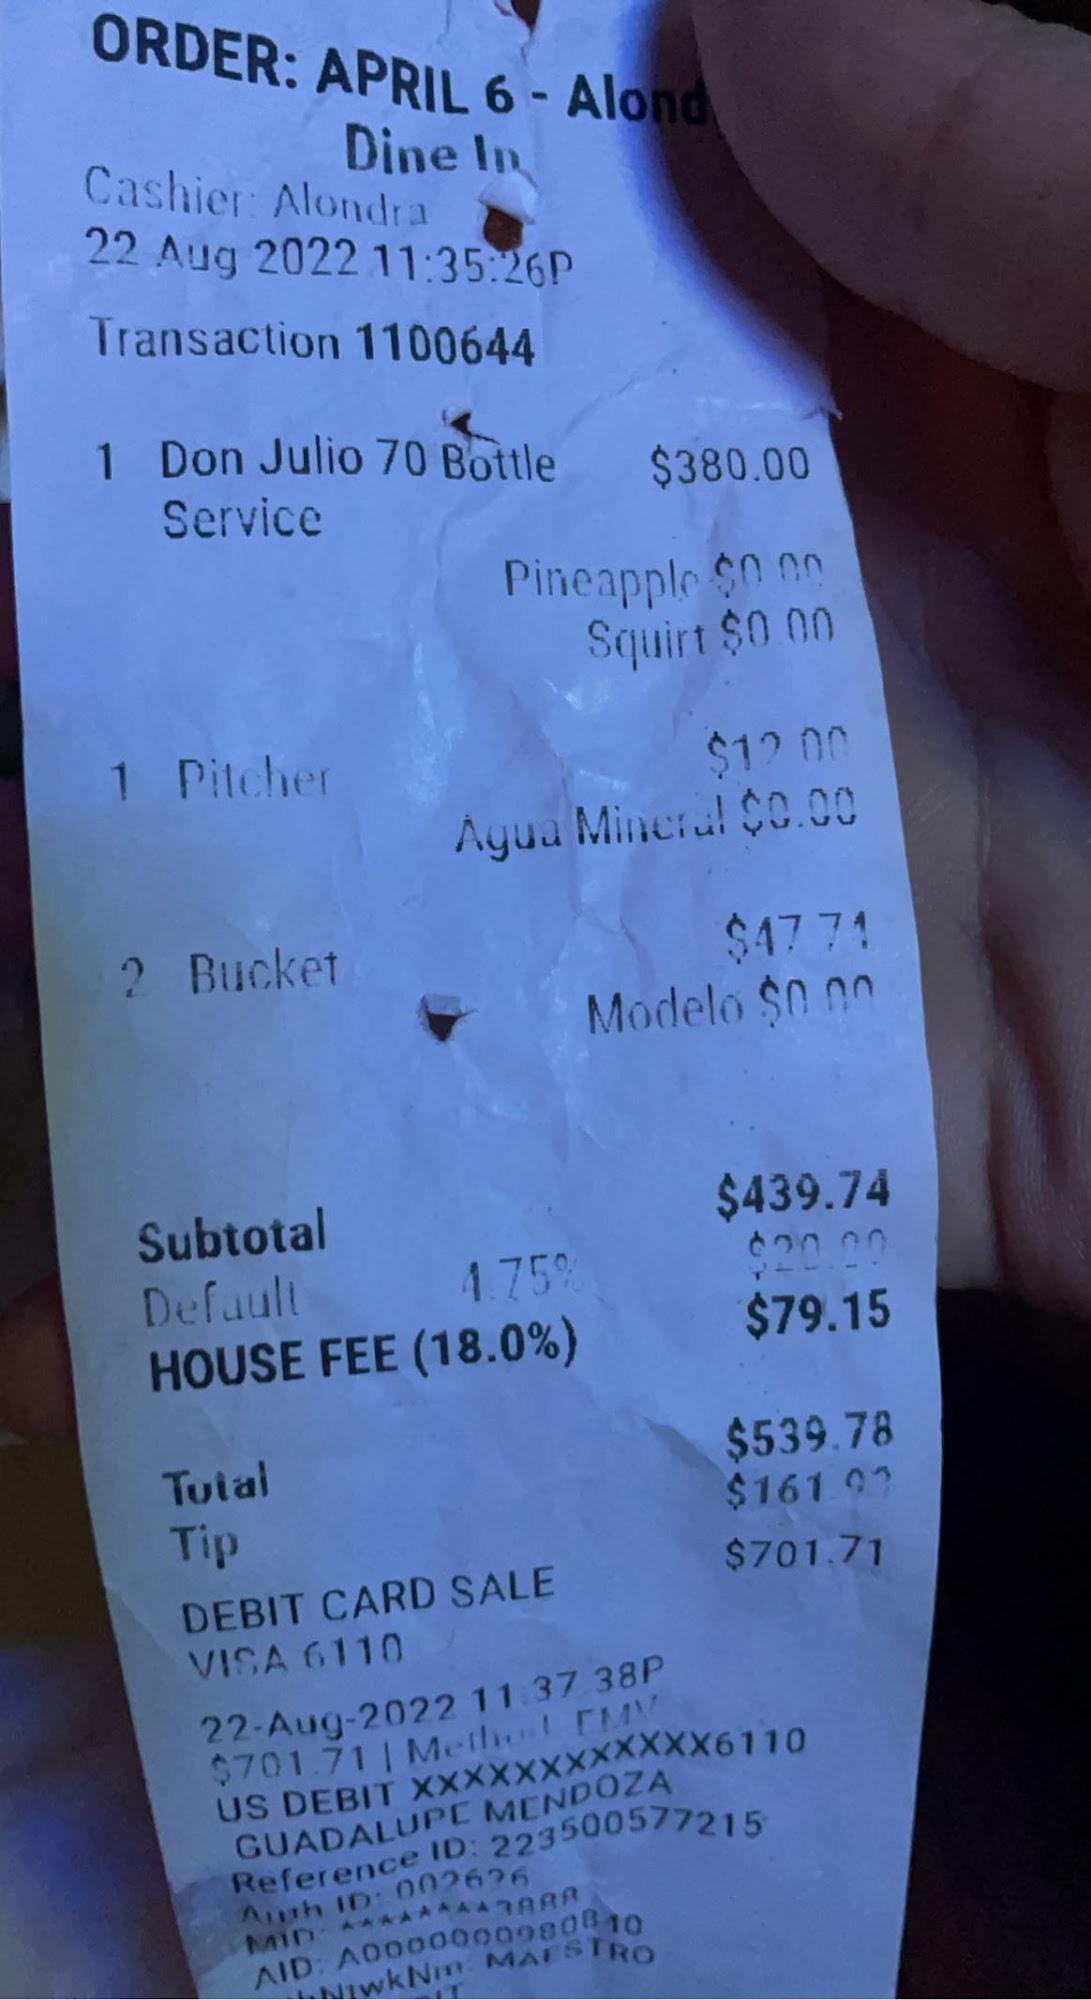 ORDER: APRIL 6 - Alond
Dine In
Cashier: Alondra
22 Aug 2022 11:35:26P
Transaction 1100644
1 Don Julio 70 Bottle $380.00
Service
Pineapple $0.00
Squirt $0.00
1 Pitcher $12.00
Agua Mineral $0.00
2 Bucket $47.74
Modelo $0.00
Subtotal $439.74
Default 4.75%
HOUSE FEE (18.0%) $79.15
Total $539.78
Tip
$701.71
DEBIT CARD SALE
VISA 6110
22-Aug-2022 11:37:38P
$701.71 | Method: EMV
US DEBIT XXXXXXXXXXXX6110
GUADALUPE MENDOZA
Reference ID: 223500577215
Auth ID: 002626
MID:
AID: A0000000980840
MAESTRO